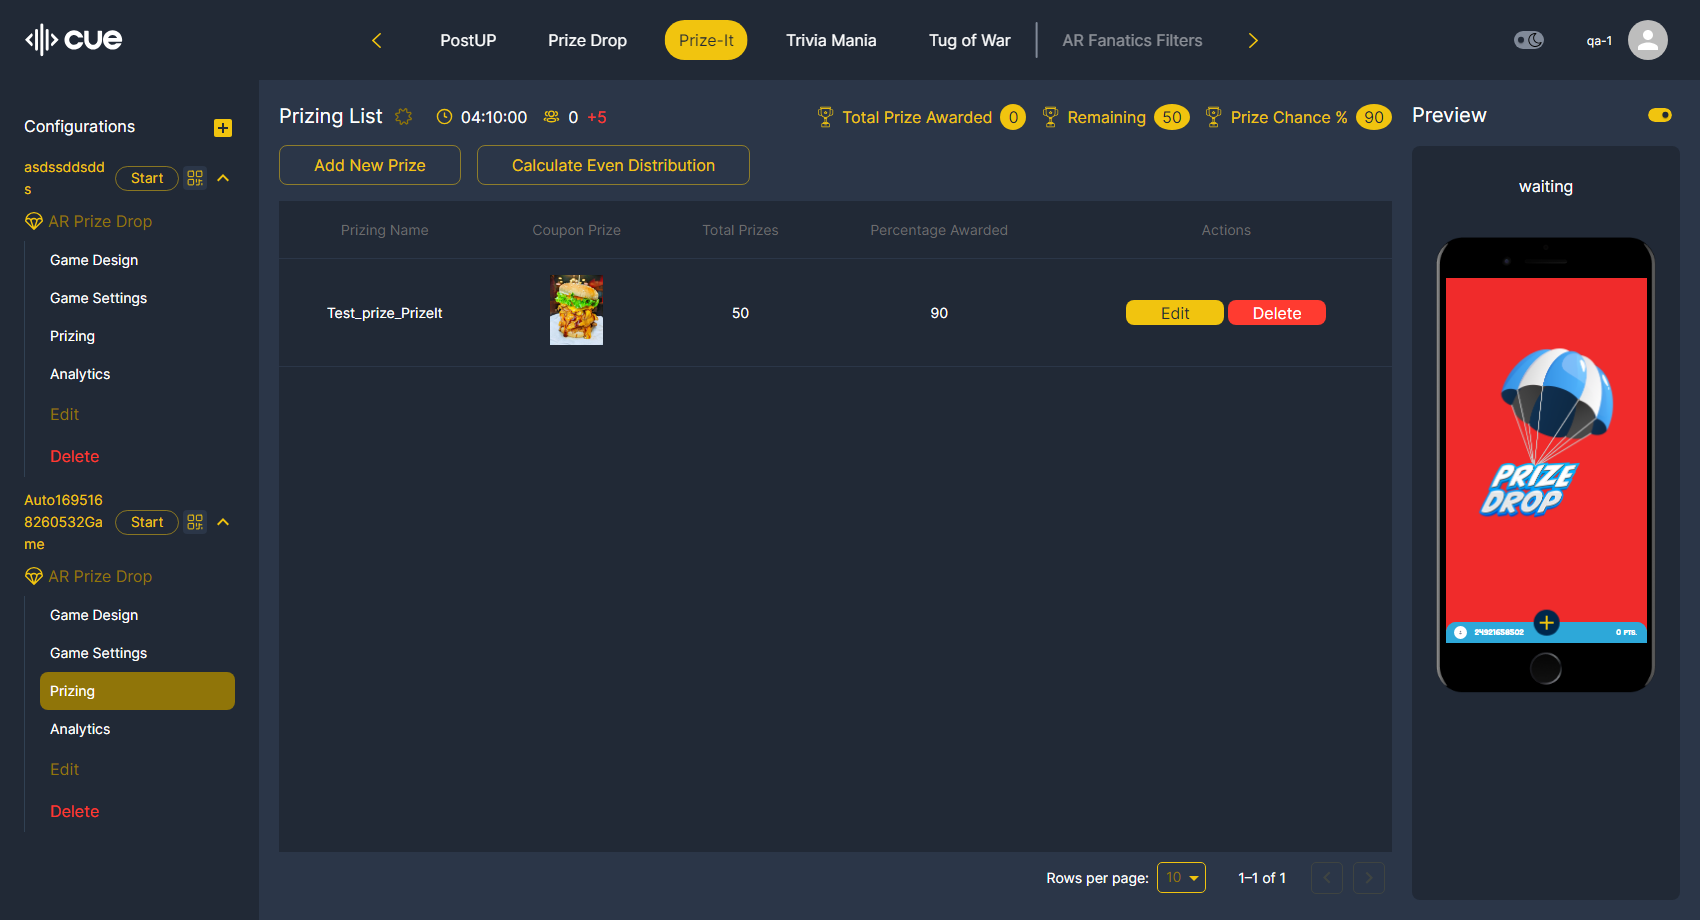 cue
PostUP
Prize Drop
Prize-It
Trivia Mania
Tug of War
AR Fanatics Filters
qa-1
Configurations
asdssddsdd
s
Start
AR Prize Drop
Game Design
Game Settings
Prizing
Analytics
Edit
Delete
Auto169516
8260532Ga
me
Start
AR Prize Drop
Game Design
Game Settings
Prizing
Analytics
Edit
Delete
Prizing List
04:10:00
0 +5
Total Prize Awarded 0
Remaining 50
Prize Chance % 90
Add New Prize
Calculate Even Distribution
Prizing Name
Coupon Prize
Total Prizes
Percentage Awarded
Actions
Test_prize_PrizeIt
50
90
Edit
Delete
Rows per page: 10
1–1 of 1
Preview
waiting
PRIZE
DROP
24921658502
0 PTS.